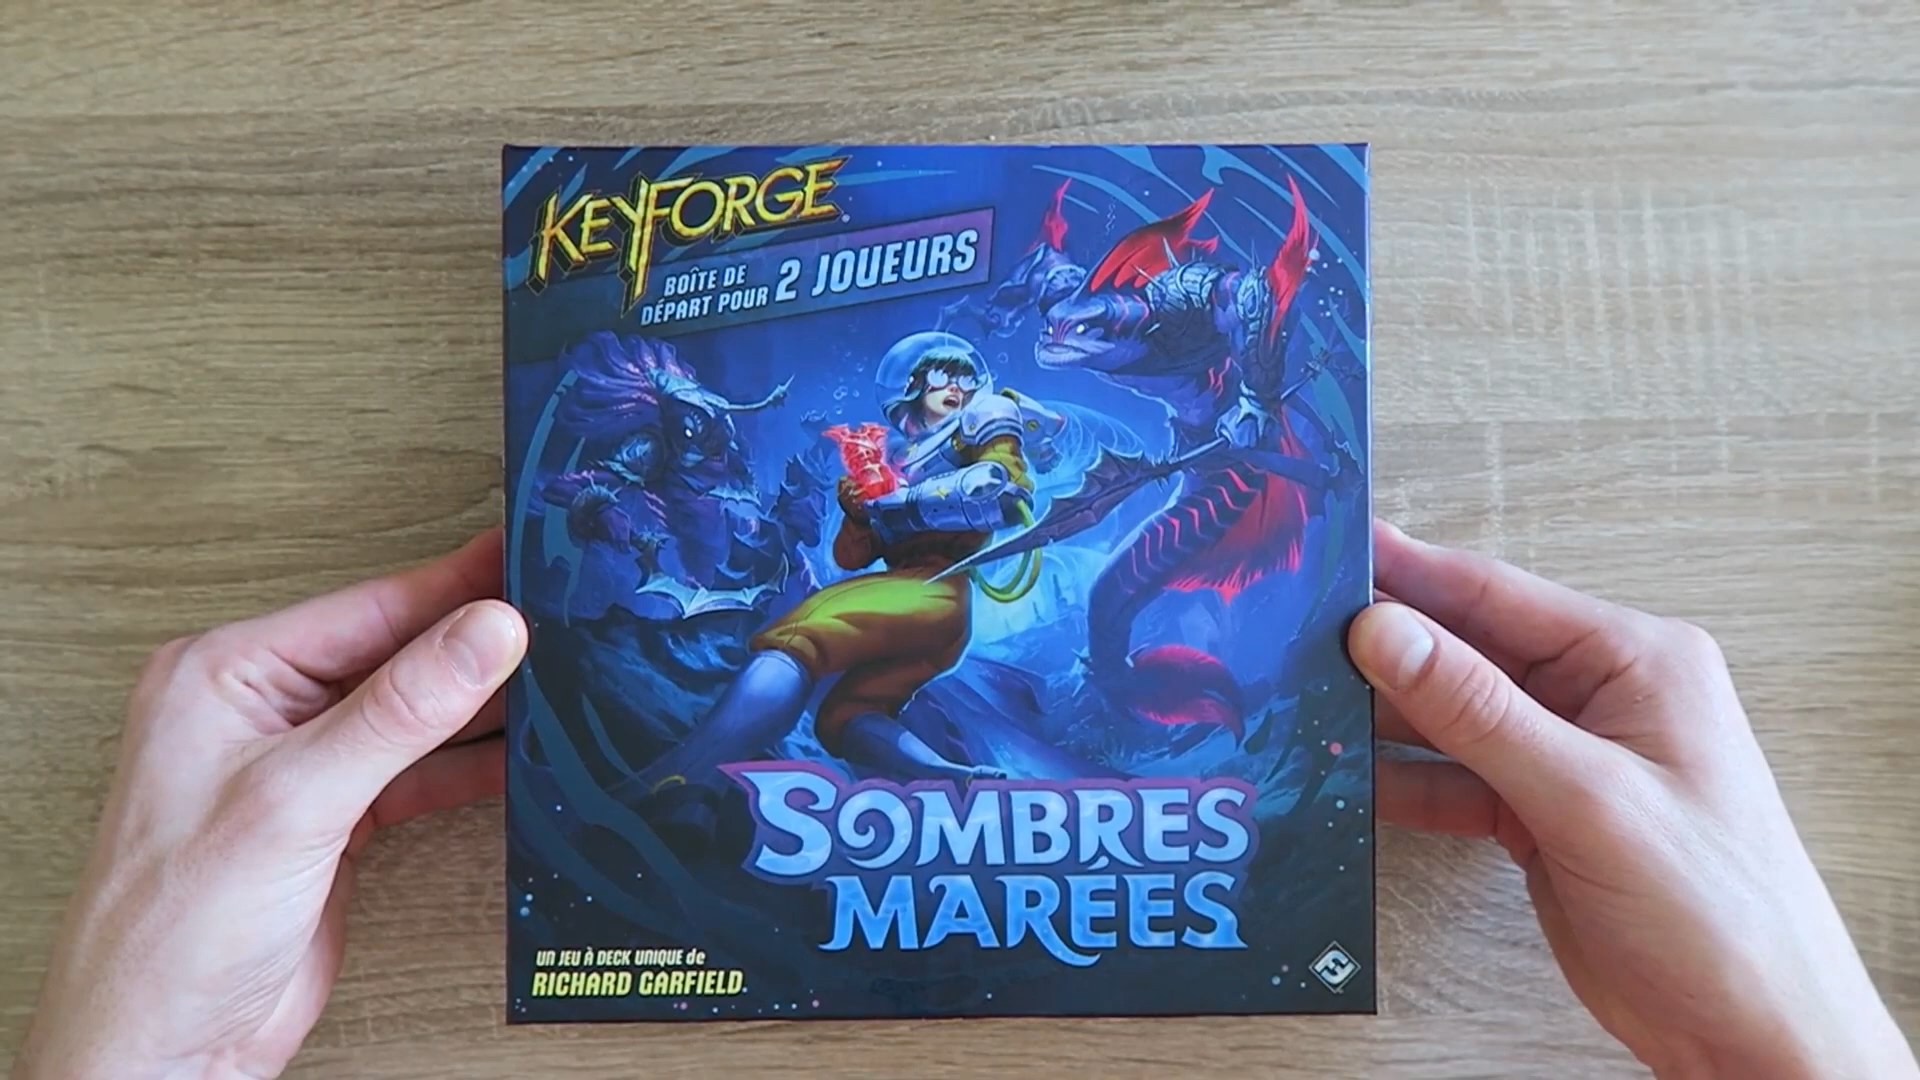 KEYFORGE
BOÎTE DE
DÉPART POUR 2 JOUEURS
SOMBRES
MARÉES
UN JEU À DECK UNIQUE de
RICHARD GARFIELD